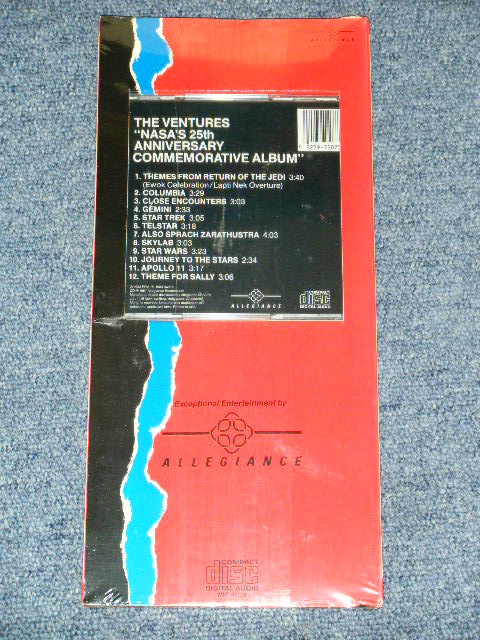 ALLEGIANCE
THE VENTURES
"NASA'S 25th
ANNIVERSARY
COMMEMORATIVE ALBUM"
1. THEMES FROM RETURN OF THE JEDI 3:40
(Ewok Celebration/Lapti Nek Overture)
2. COLUMBIA 3:29
3. CLOSE ENCOUNTERS 3:03
4. GEMINI 2:33
5. STAR TREK 3:05
6. TELSTAR 3:18
7. ALSO SPRACH ZARATHUSTRA 4:03
8. SKYLAB 3:03
9. STAR WARS 3:23
10. JOURNEY TO THE STARS 2:34
11. APOLLO 11 3:17
12. THEME FOR SALLY 3:06
ALLEGIANCE
COMPACT
disc
DIGITAL AUDIO
Exceptional Entertainment by
ALLEGIANCE
COMPACT
disc
DIGITAL AUDIO